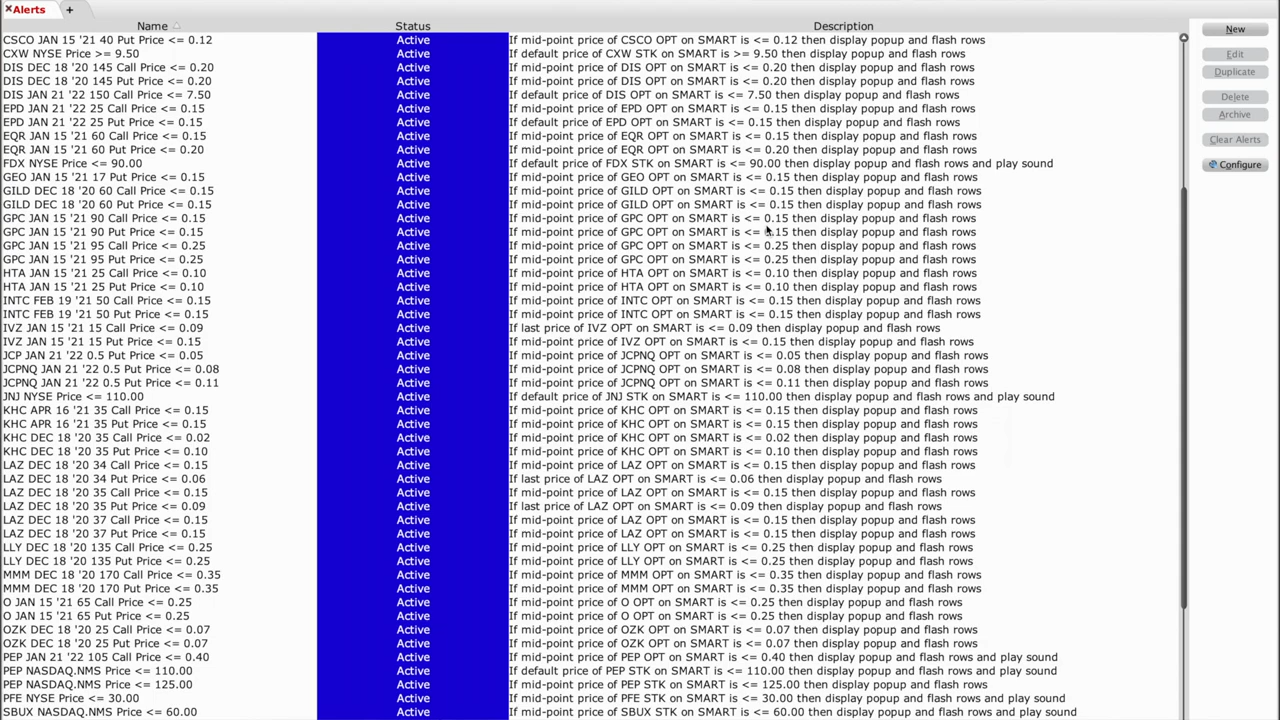 Alerts +
Name Status Description
New
CSCO JAN 15 '21 40 Put Price <= 0.12 Active If mid-point price of CSCO OPT on SMART is <= 0.12 then display popup and flash rows
CXW NYSE Price >= 9.50 Active If default price of CXW STK on SMART is >= 9.50 then display popup and flash rows
Edit
DIS DEC 18 '20 145 Call Price <= 0.20 Active If mid-point price of DIS OPT on SMART is <= 0.20 then display popup and flash rows
Duplicate
DIS DEC 18 '20 145 Put Price <= 0.20 Active If mid-point price of DIS OPT on SMART is <= 0.20 then display popup and flash rows
DIS JAN 21 '22 150 Call Price <= 7.50 Active If default price of DIS OPT on SMART is <= 7.50 then display popup and flash rows
Delete
EPD JAN 21 '22 25 Call Price <= 0.15 Active If mid-point price of EPD OPT on SMART is <= 0.15 then display popup and flash rows
Archive
EPD JAN 21 '22 25 Put Price <= 0.15 Active If default price of EPD OPT on SMART is <= 0.15 then display popup and flash rows
EQR JAN 15 '21 60 Call Price <= 0.15 Active If mid-point price of EQR OPT on SMART is <= 0.15 then display popup and flash rows
Clear Alerts
EQR JAN 15 '21 60 Put Price <= 0.20 Active If mid-point price of EQR OPT on SMART is <= 0.20 then display popup and flash rows
FDX NYSE Price <= 90.00 Active If default price of FDX STK on SMART is <= 90.00 then display popup and flash rows and play sound
Configure
GEO JAN 15 '21 17 Put Price <= 0.15 Active If mid-point price of GEO OPT on SMART is <= 0.15 then display popup and flash rows
GILD DEC 18 '20 60 Call Price <= 0.15 Active If mid-point price of GILD OPT on SMART is <= 0.15 then display popup and flash rows
GILD DEC 18 '20 60 Put Price <= 0.15 Active If mid-point price of GILD OPT on SMART is <= 0.15 then display popup and flash rows
GPC JAN 15 '21 90 Call Price <= 0.15 Active If mid-point price of GPC OPT on SMART is <= 0.15 then display popup and flash rows
GPC JAN 15 '21 90 Put Price <= 0.15 Active If mid-point price of GPC OPT on SMART is <= 0.15 then display popup and flash rows
GPC JAN 15 '21 95 Call Price <= 0.25 Active If mid-point price of GPC OPT on SMART is <= 0.25 then display popup and flash rows
GPC JAN 15 '21 95 Put Price <= 0.25 Active If mid-point price of GPC OPT on SMART is <= 0.25 then display popup and flash rows
HTA JAN 15 '21 25 Call Price <= 0.10 Active If mid-point price of HTA OPT on SMART is <= 0.10 then display popup and flash rows
HTA JAN 15 '21 25 Put Price <= 0.10 Active If mid-point price of HTA OPT on SMART is <= 0.10 then display popup and flash rows
INTC FEB 19 '21 50 Call Price <= 0.15 Active If mid-point price of INTC OPT on SMART is <= 0.15 then display popup and flash rows
INTC FEB 19 '21 50 Put Price <= 0.15 Active If mid-point price of INTC OPT on SMART is <= 0.15 then display popup and flash rows
IVZ JAN 15 '21 15 Call Price <= 0.09 Active If last price of IVZ OPT on SMART is <= 0.09 then display popup and flash rows
IVZ JAN 15 '21 15 Put Price <= 0.15 Active If mid-point price of IVZ OPT on SMART is <= 0.15 then display popup and flash rows
JCP JAN 21 '22 0.5 Put Price <= 0.05 Active If mid-point price of JCPNQ OPT on SMART is <= 0.05 then display popup and flash rows
JCPNQ JAN 21 '22 0.5 Put Price <= 0.08 Active If mid-point price of JCPNQ OPT on SMART is <= 0.08 then display popup and flash rows
JCPNQ JAN 21 '22 0.5 Put Price <= 0.11 Active If mid-point price of JCPNQ OPT on SMART is <= 0.11 then display popup and flash rows
JNJ NYSE Price <= 110.00 Active If default price of JNJ STK on SMART is <= 110.00 then display popup and flash rows and play sound
KHC APR 16 '21 35 Call Price <= 0.15 Active If mid-point price of KHC OPT on SMART is <= 0.15 then display popup and flash rows
KHC APR 16 '21 35 Put Price <= 0.15 Active If mid-point price of KHC OPT on SMART is <= 0.15 then display popup and flash rows
KHC DEC 18 '20 35 Call Price <= 0.02 Active If mid-point price of KHC OPT on SMART is <= 0.02 then display popup and flash rows
KHC DEC 18 '20 35 Put Price <= 0.10 Active If mid-point price of KHC OPT on SMART is <= 0.10 then display popup and flash rows
LAZ DEC 18 '20 34 Call Price <= 0.15 Active If mid-point price of LAZ OPT on SMART is <= 0.15 then display popup and flash rows
LAZ DEC 18 '20 34 Put Price <= 0.06 Active If last price of LAZ OPT on SMART is <= 0.06 then display popup and flash rows
LAZ DEC 18 '20 35 Call Price <= 0.15 Active If mid-point price of LAZ OPT on SMART is <= 0.15 then display popup and flash rows
LAZ DEC 18 '20 35 Put Price <= 0.09 Active If last price of LAZ OPT on SMART is <= 0.09 then display popup and flash rows
LAZ DEC 18 '20 37 Call Price <= 0.15 Active If mid-point price of LAZ OPT on SMART is <= 0.15 then display popup and flash rows
LAZ DEC 18 '20 37 Put Price <= 0.15 Active If mid-point price of LAZ OPT on SMART is <= 0.15 then display popup and flash rows
LLY DEC 18 '20 135 Call Price <= 0.25 Active If mid-point price of LLY OPT on SMART is <= 0.25 then display popup and flash rows
LLY DEC 18 '20 135 Put Price <= 0.25 Active If mid-point price of LLY OPT on SMART is <= 0.25 then display popup and flash rows
MMM DEC 18 '20 170 Call Price <= 0.35 Active If mid-point price of MMM OPT on SMART is <= 0.35 then display popup and flash rows
MMM DEC 18 '20 170 Put Price <= 0.35 Active If mid-point price of MMM OPT on SMART is <= 0.35 then display popup and flash rows
O JAN 15 '21 65 Call Price <= 0.25 Active If mid-point price of O OPT on SMART is <= 0.25 then display popup and flash rows
O JAN 15 '21 65 Put Price <= 0.25 Active If mid-point price of O OPT on SMART is <= 0.25 then display popup and flash rows
OZK DEC 18 '20 25 Call Price <= 0.07 Active If mid-point price of OZK OPT on SMART is <= 0.07 then display popup and flash rows
OZK DEC 18 '20 25 Put Price <= 0.07 Active If mid-point price of OZK OPT on SMART is <= 0.07 then display popup and flash rows
PEP JAN 21 '22 105 Call Price <= 0.40 Active If mid-point price of PEP OPT on SMART is <= 0.40 then display popup and flash rows and play sound
PEP NASDAQ.NMS Price <= 110.00 Active If default price of PEP STK on SMART is <= 110.00 then display popup and flash rows and play sound
PEP NASDAQ.NMS Price <= 125.00 Active If mid-point price of PEP STK on SMART is <= 125.00 then display popup and flash rows
PFE NYSE Price <= 30.00 Active If mid-point price of PFE STK on SMART is <= 30.00 then display popup and flash rows and play sound
SBUX NASDAQ.NMS Price <= 60.00 Active If mid-point price of SBUX STK on SMART is <= 60.00 then display popup and flash rows and play sound